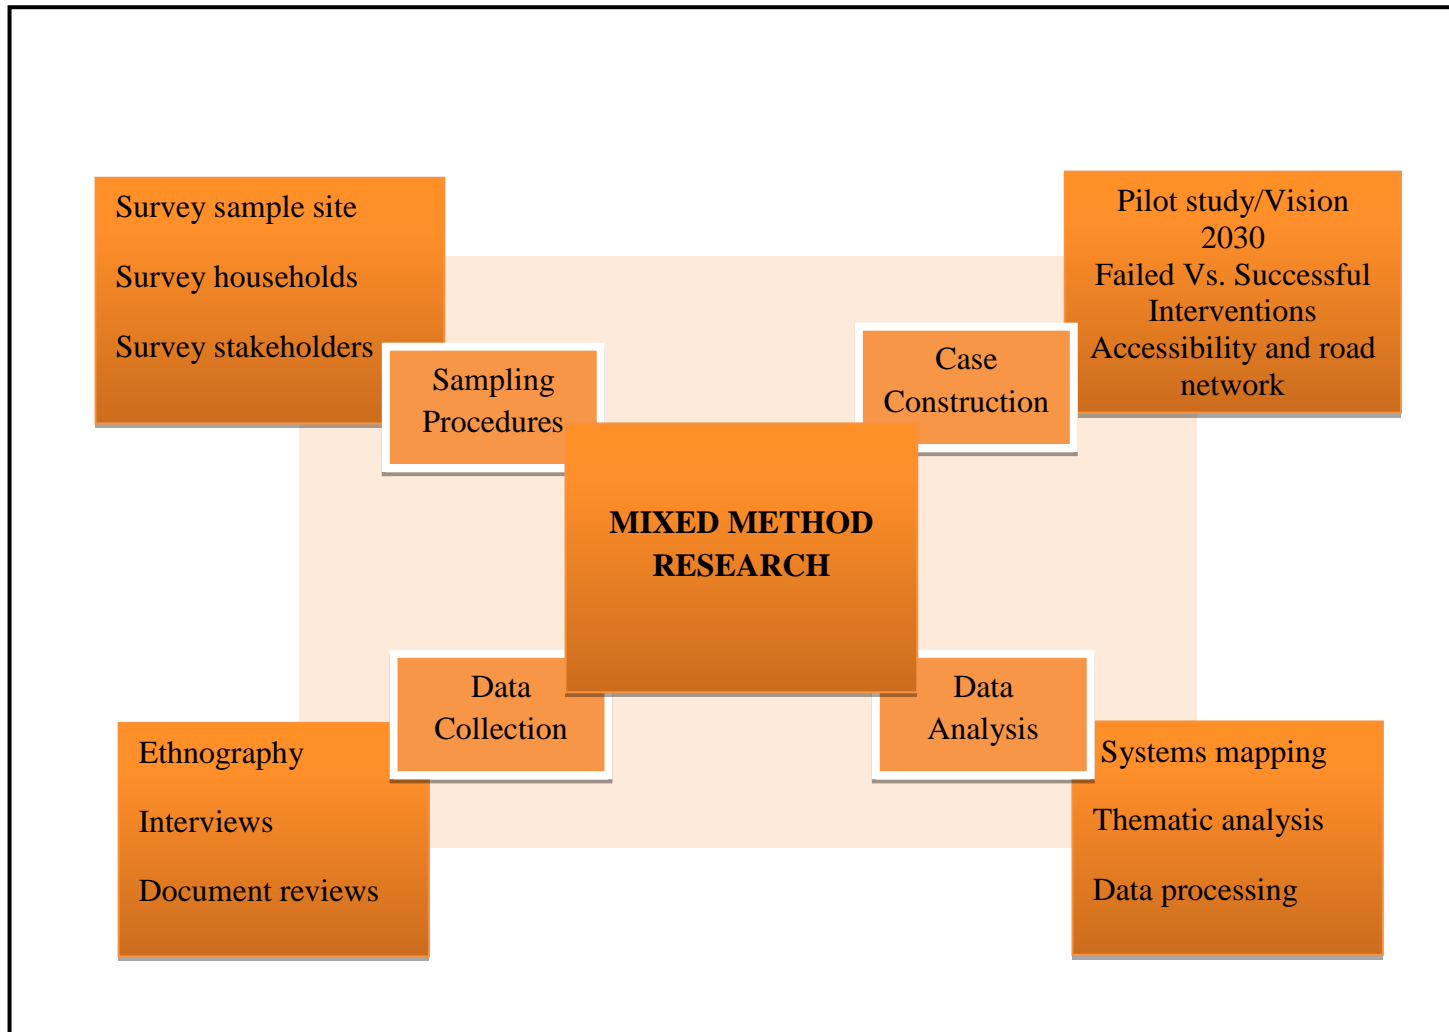 Survey sample site
Survey households
Survey stakeholders
Sampling
Procedures
Pilot study/Vision
2030
Failed Vs. Successful
Interventions
Accessibility and road
network
Case
Construction
MIXED METHOD
RESEARCH
Data
Collection
Ethnography
Interviews
Document reviews
Data
Analysis
Systems mapping
Thematic analysis
Data processing